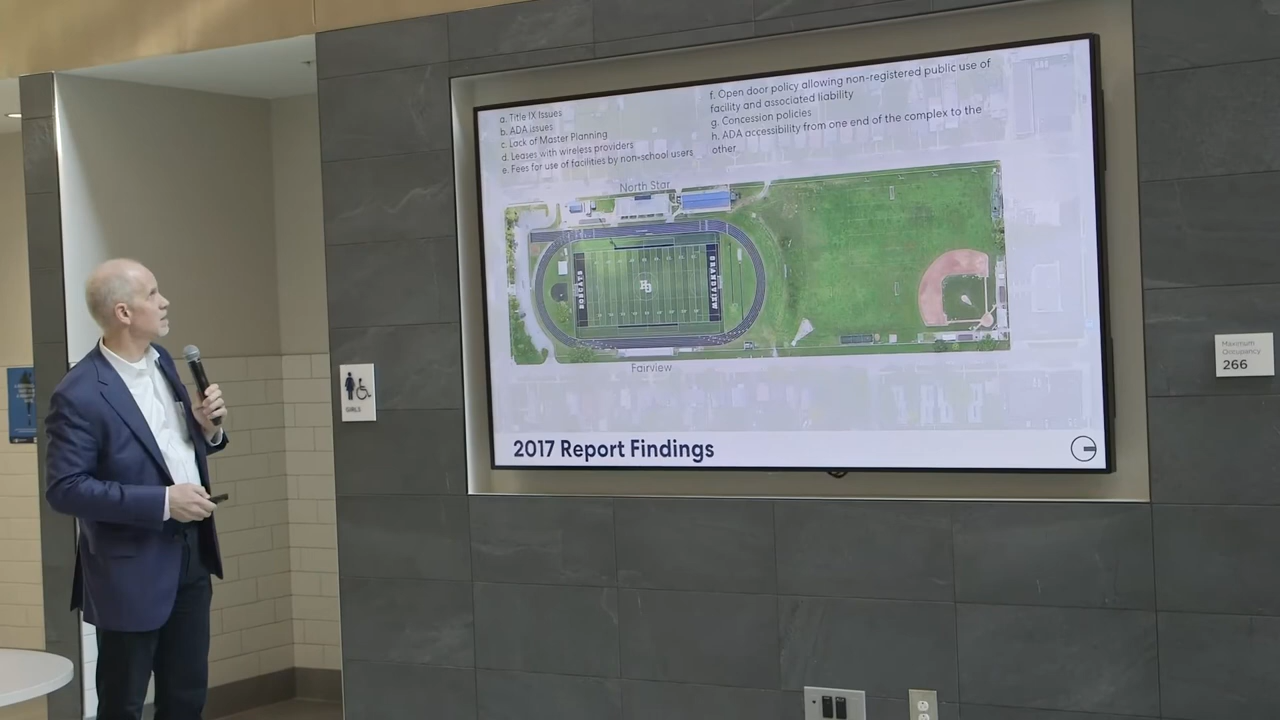 a. Title IX Issues
b. ADA issues
c. Lack of Master Planning
d. Leases with wireless providers
e. Fees for use of facilities by non-school users
f. Open door policy allowing non-registered public use of
facility and associated liability
g. Concession policies
h. ADA accessibility from one end of the complex to the
other
North Star
BOBCATS
GRANDVIEW
Fairview
2017 Report Findings
GIRLS
Maximum
Occupancy
266